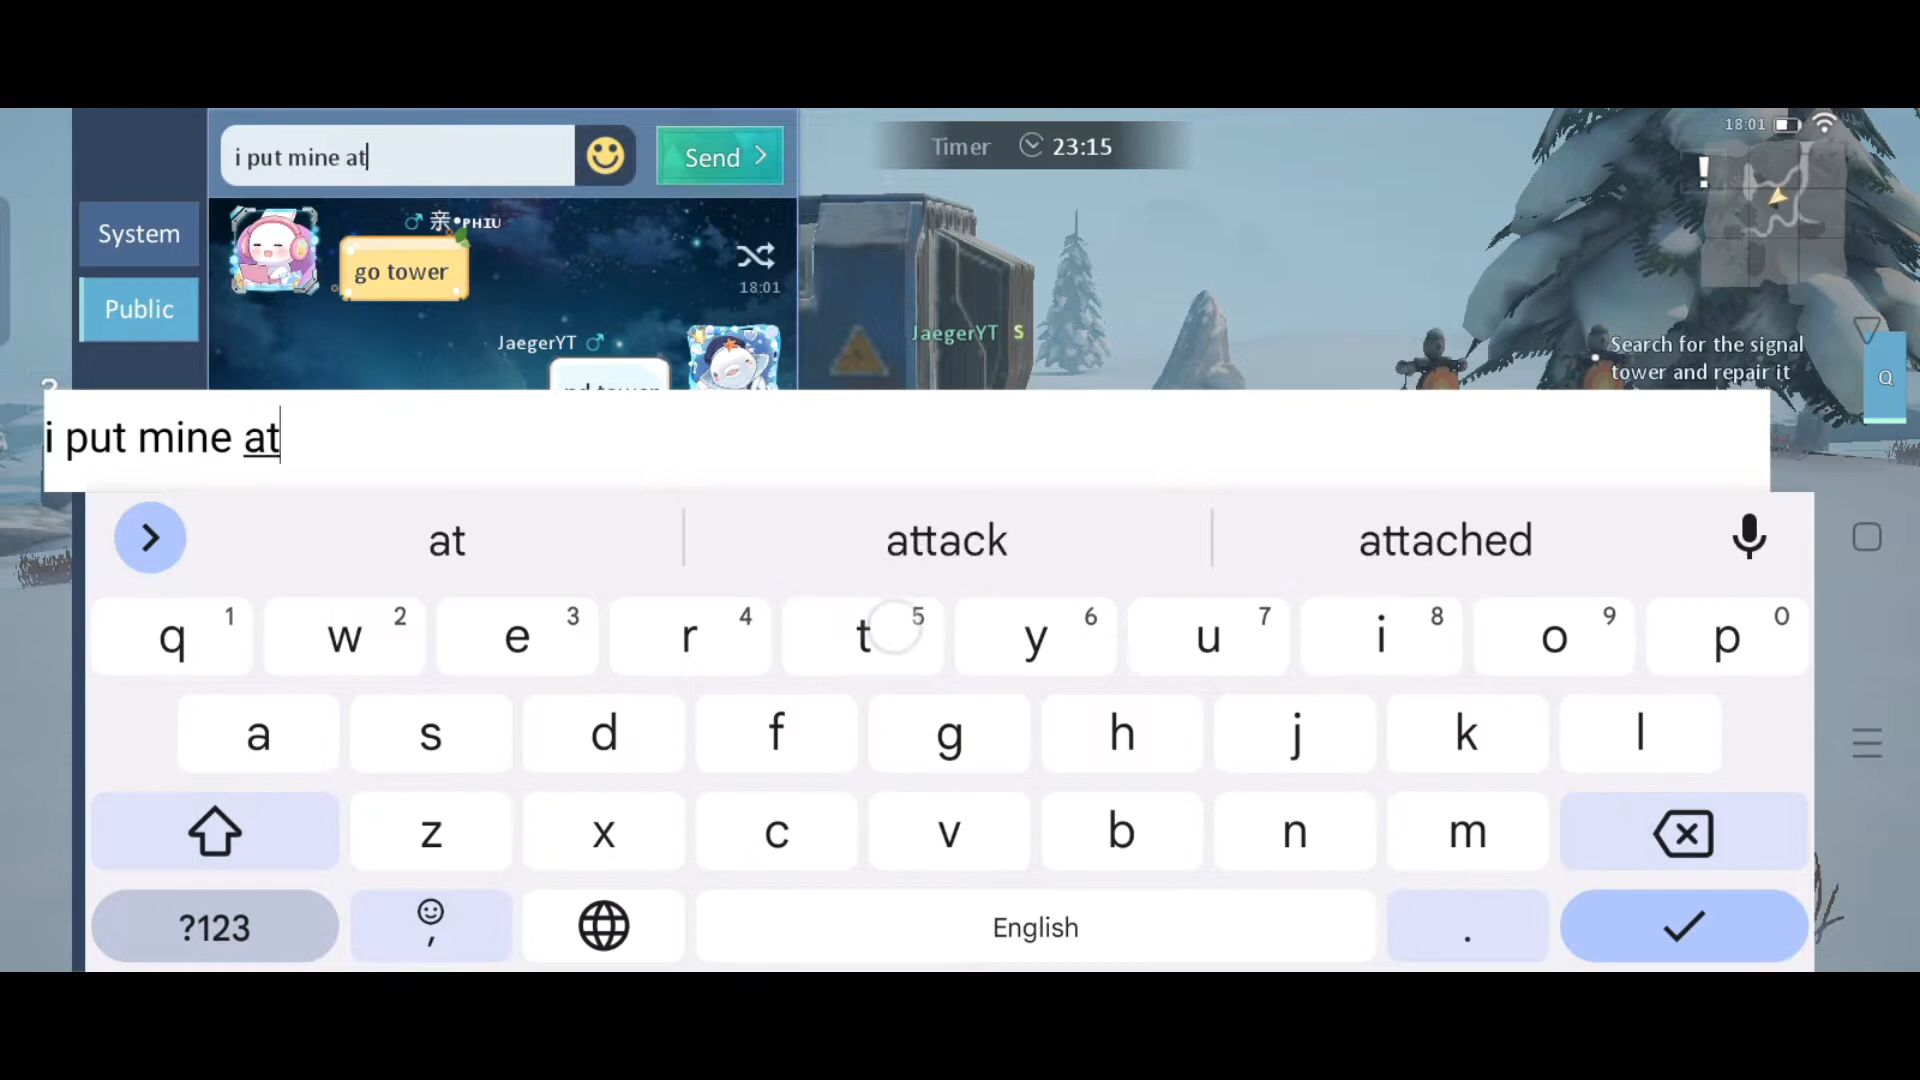 i put mine at
Send
Timer 23:15
18:01
System
亲•PHIU
go tower
18:01
Public
JaegerYT
JaegerYT S
Search for the signal
tower and repair it
Q
i put mine at
at attack attached
q 1 w 2 e 3 r 4 t 5 y 6 u 7 i 8 o 9 p 0
a s d f g h j k l
z x c v b n m
?123 , English .